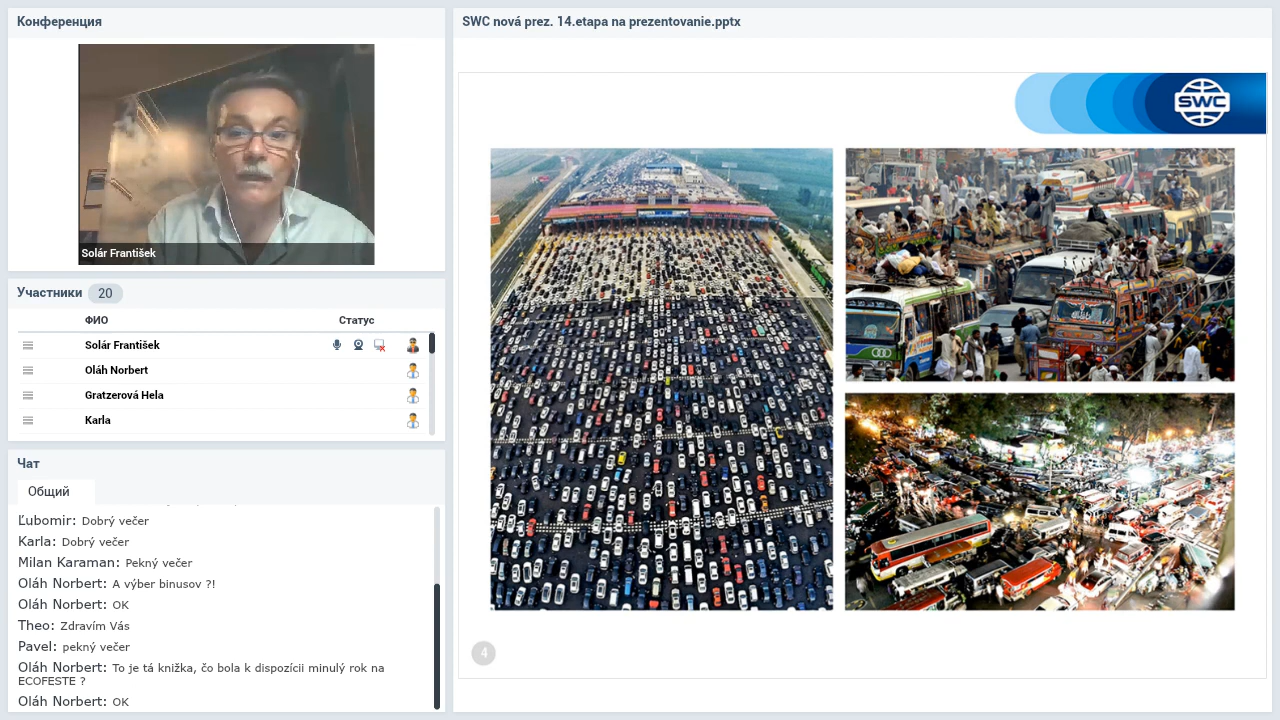 Конференция
Solár František
Участники 20
ФИО Статус
Solár František
Oláh Norbert
Gratzerová Hela
Karla
Чат
Общий
Ľubomir: Dobrý večer
Karla: Dobrý večer
Milan Karaman: Pekný večer
Oláh Norbert: A výber binusov ?!
Oláh Norbert: OK
Theo: Zdravím Vás
Pavel: pekný večer
Oláh Norbert: To je tá knižka, čo bola k dispozícii minulý rok na
ECOFESTE ?
Oláh Norbert: OK
SWC nová prez. 14.etapa na prezentovanie.pptx
SWC
4